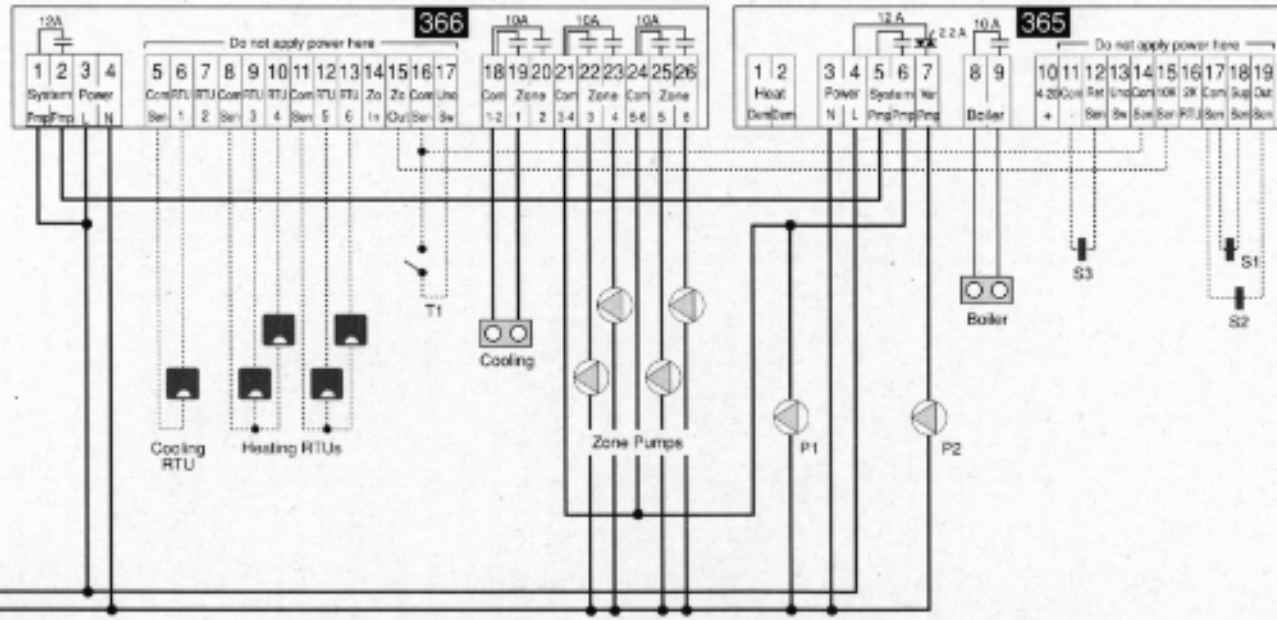 12A
366
10A
10A
10A
12 A
2.2 A
10 A
365
Do not apply power here
Do not apply power here
1 2 3 4 5 6 7 8 9 10 11 12 13 14 15 16 17 18 19 20 21 22 23 24 25 26
System Power Com RTU RTU Com RTU RTU Com RTU RTU Zo Zo Com Uno Com Zone Com Zone Com Zone
Pmp Pmp L N Sen 1 2 Sen 3 4 Sen 5 6 In Out Sen Sw 1-2 1 2 3-4 3 4 5-6 5 6
1 2 3 4 5 6 7 8 9 10 11 12 13 14 15 16 17 18 19
Heat Power System Var Boiler 4-20 Com Ret Uno Com 10K 2K Com Sup Out
Dem Dem N L Pmp Pmp Pmp + - Sen Sw Sen Sen RTU Sen Sen Sen
T1
S3
S1
S2
Boiler
Cooling
Cooling
RTU
Heating RTUs
Zone Pumps
P1
P2